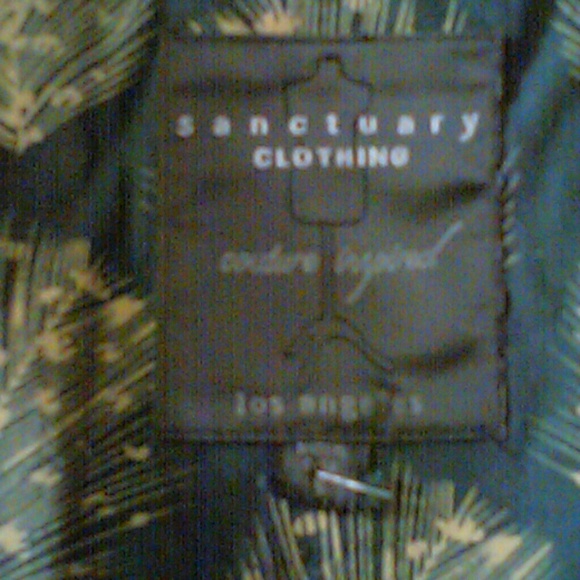 sanctuary
CLOTHING
couture inspired
los angeles